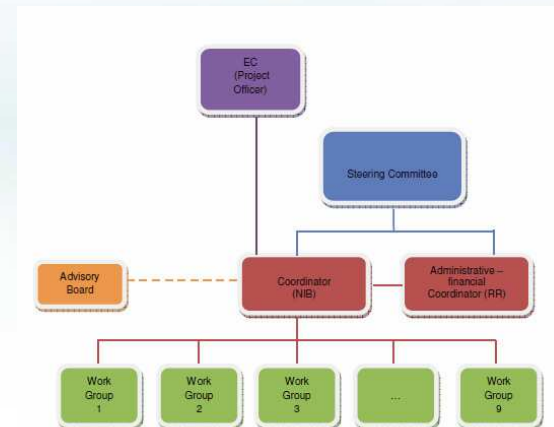 EC
(Project
Officer)
Steering Committee
Advisory
Board
Coordinator
(NIB)
Administrative –
financial
Coordinator (RR)
Work
Group
1
Work
Group
2
Work
Group
3
...
Work
Group
9